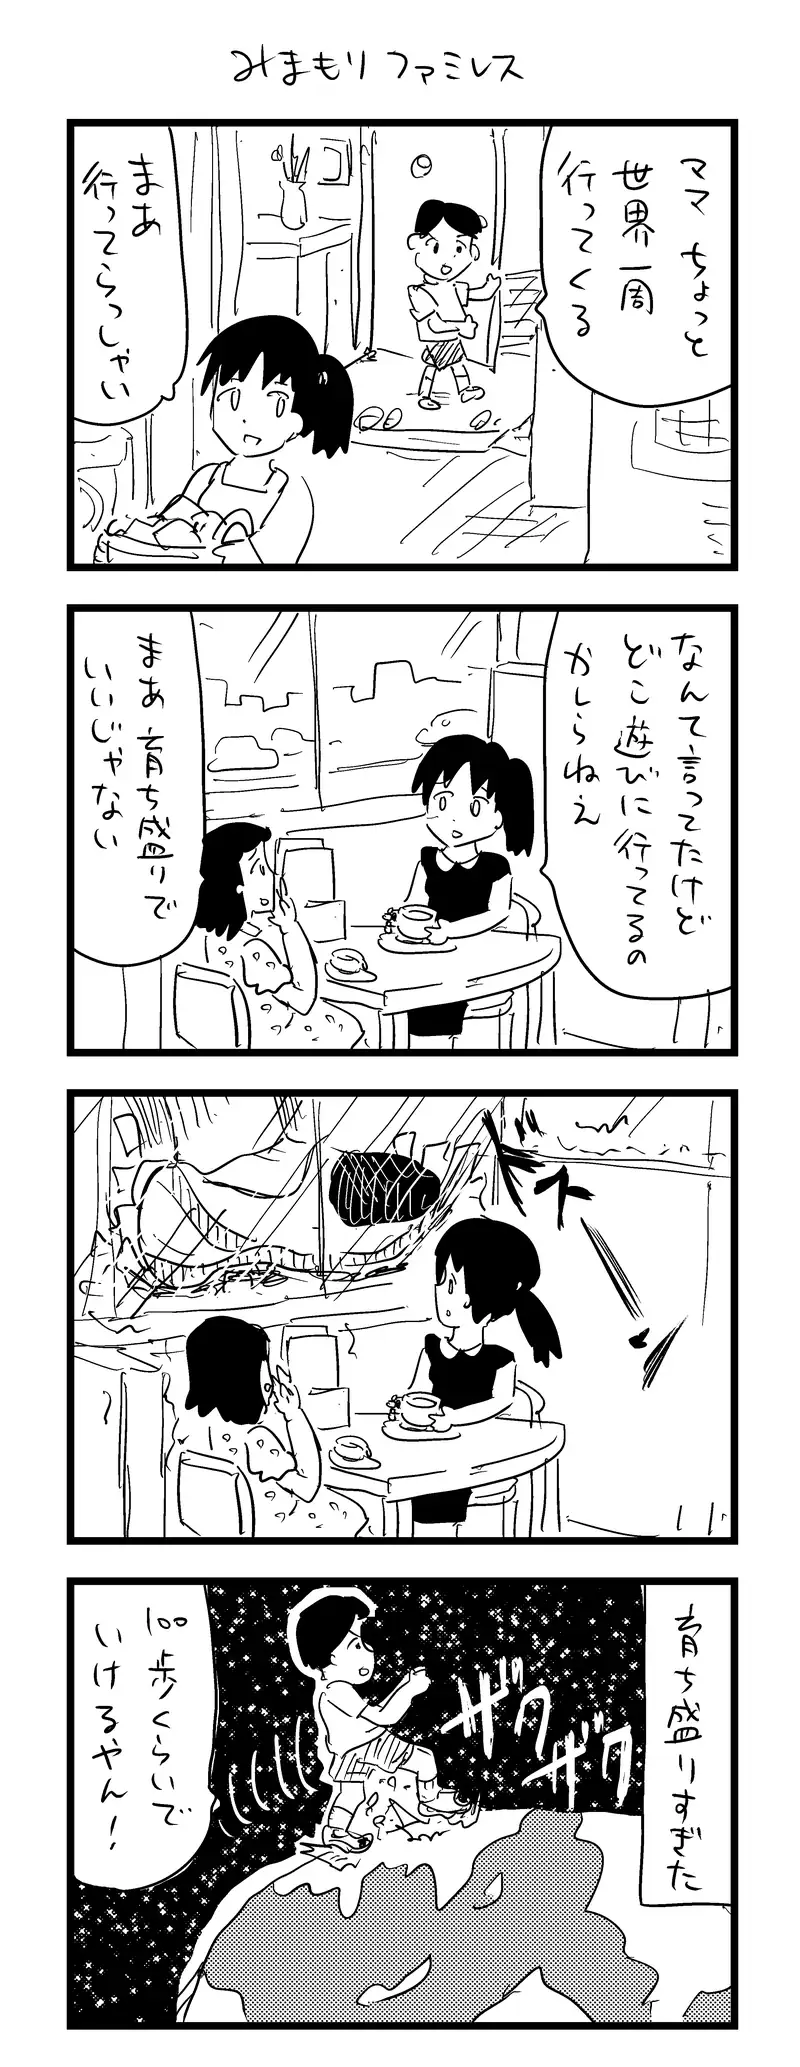 みまもりファミレス
ママ ちょっと
世界一周
行ってくる
まあ
行ってらっしゃい
なんて言ってたけど
どこ遊びに行ってるの
かしらねえ
まあ 育ち盛りで
いいじゃない
ドスーン
育ち盛りすぎた
ザクザク
100歩くらいで
いけるやん!